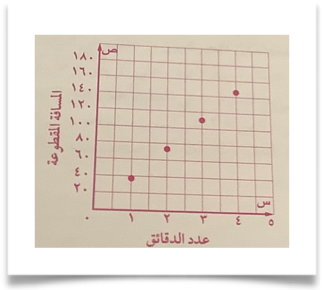 ص
١٨٠
١٦٠
١٤٠
١٢٠
١٠٠
٨٠
٦٠
٤٠
٢٠
٠
المسافة المقطوعة
س
١ ٢ ٣ ٤ ٥
عدد الدقائق